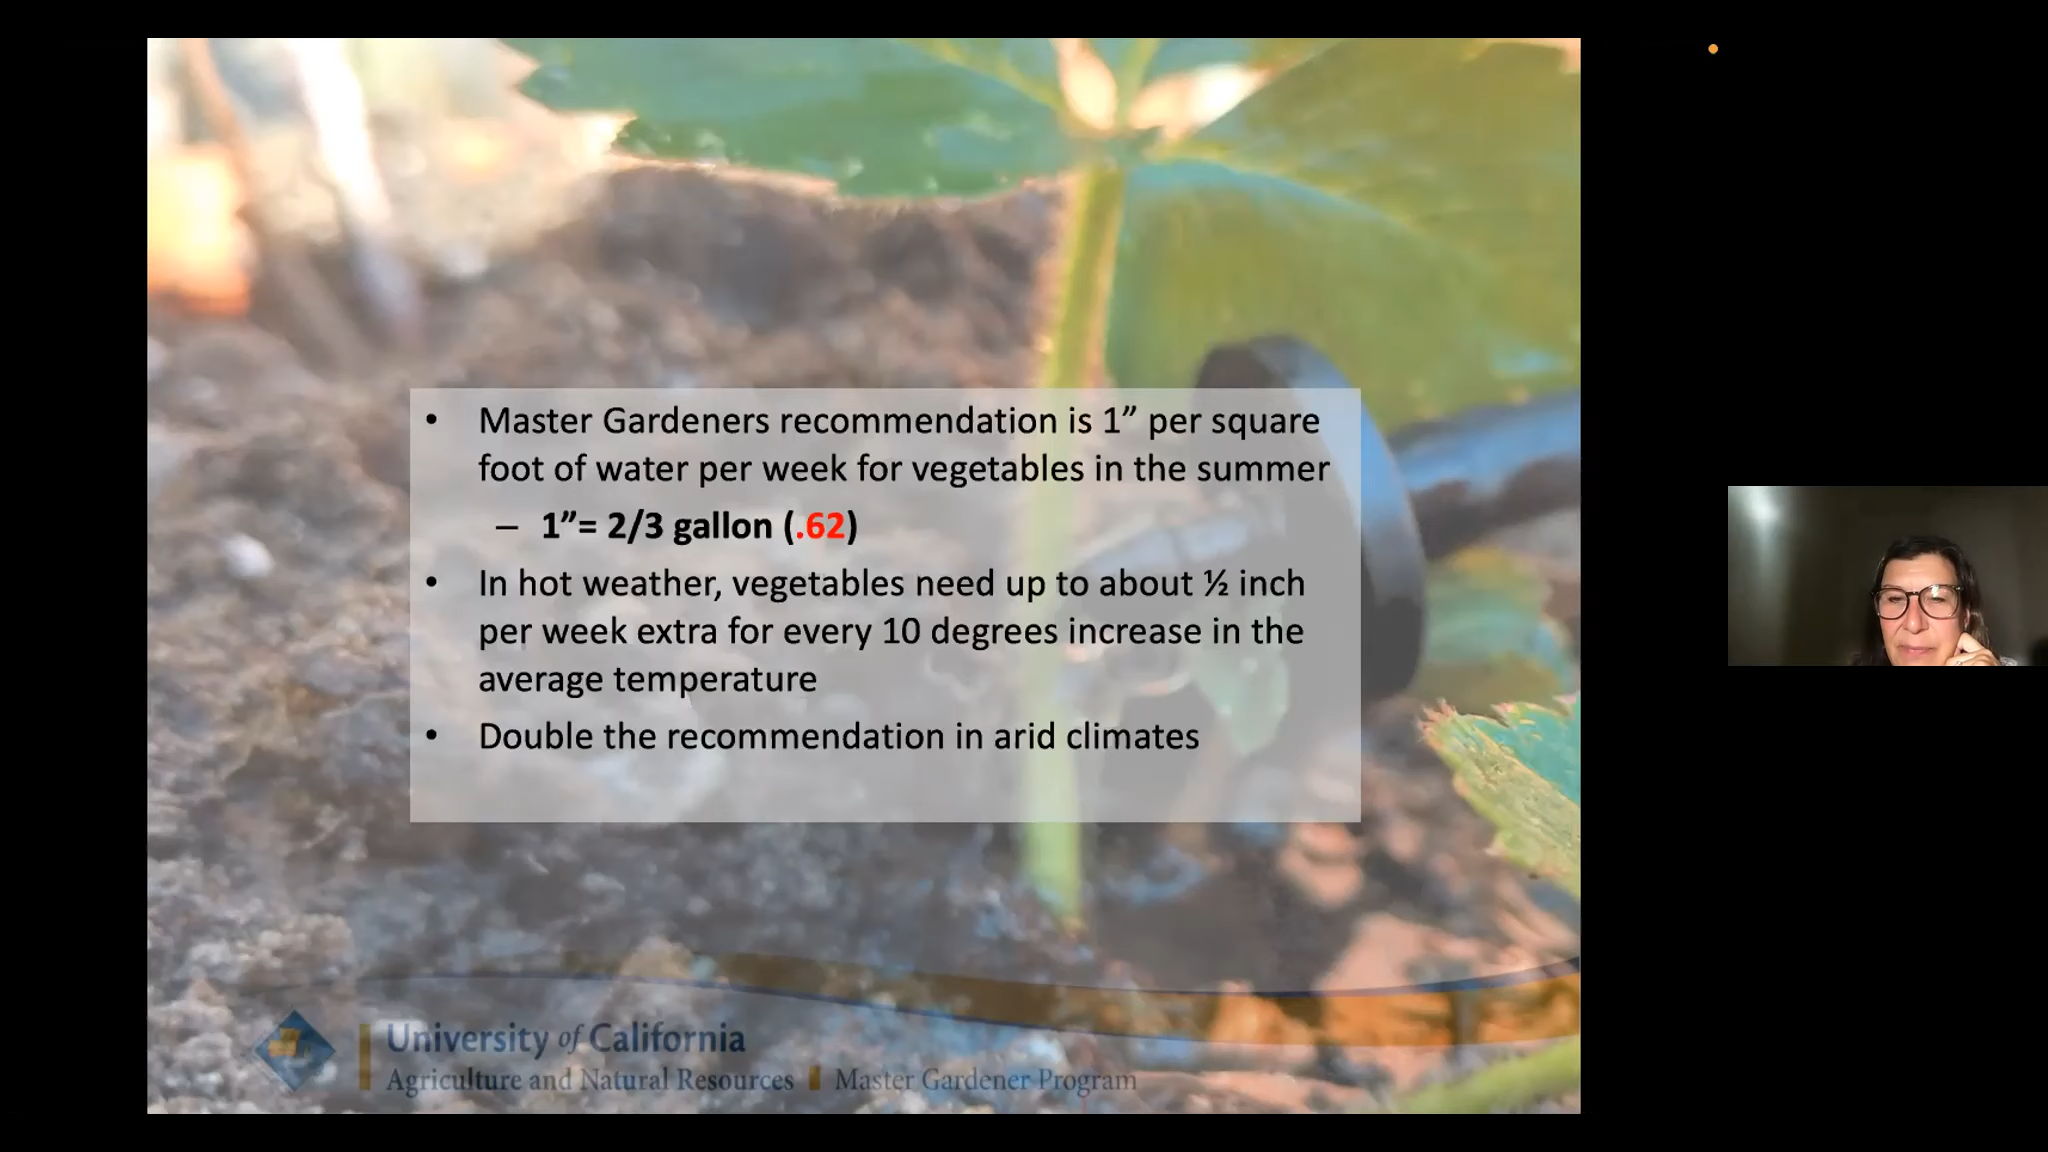 • Master Gardeners recommendation is 1” per square
foot of water per week for vegetables in the summer
– 1”= 2/3 gallon (.62)
• In hot weather, vegetables need up to about ½ inch
per week extra for every 10 degrees increase in the
average temperature
• Double the recommendation in arid climates
University of California
Agriculture and Natural Resources Master Gardener Program